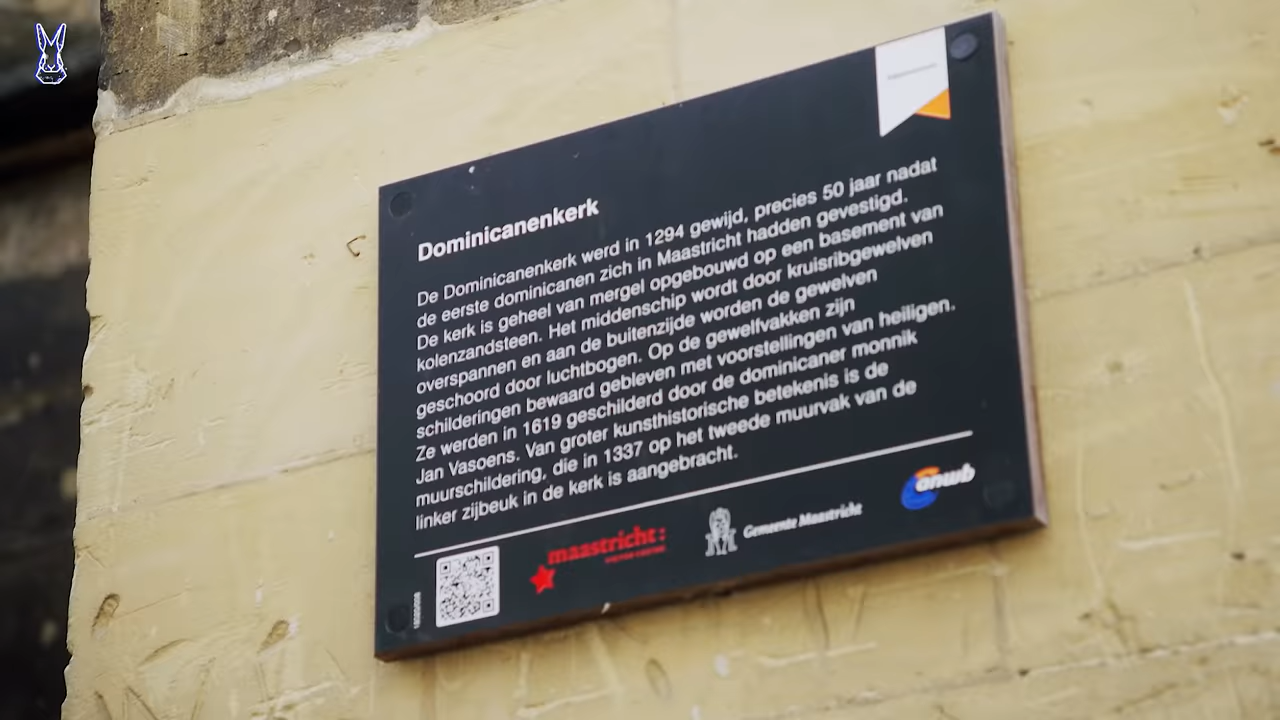 Dominicanenkerk
De Dominicanenkerk werd in 1294 gewijd, precies 50 jaar nadat
de eerste dominicanen zich in Maastricht hadden gevestigd.
De kerk is geheel van mergel opgebouwd op een basement van
kolenzandsteen. Het middenschip wordt door kruisribgewelven
overspannen en aan de buitenzijde worden de gewelven
geschoord door luchtbogen. Op de gewelfvakken zijn
schilderingen bewaard gebleven met voorstellingen van heiligen.
Ze werden in 1619 geschilderd door de dominicaner monnik
Jan Vasoens. Van groter kunsthistorische betekenis is de
muurschildering, die in 1337 op het tweede muurvak van de
linker zijbeuk in de kerk is aangebracht.
maastricht:
Gemeente Maastricht
anwb